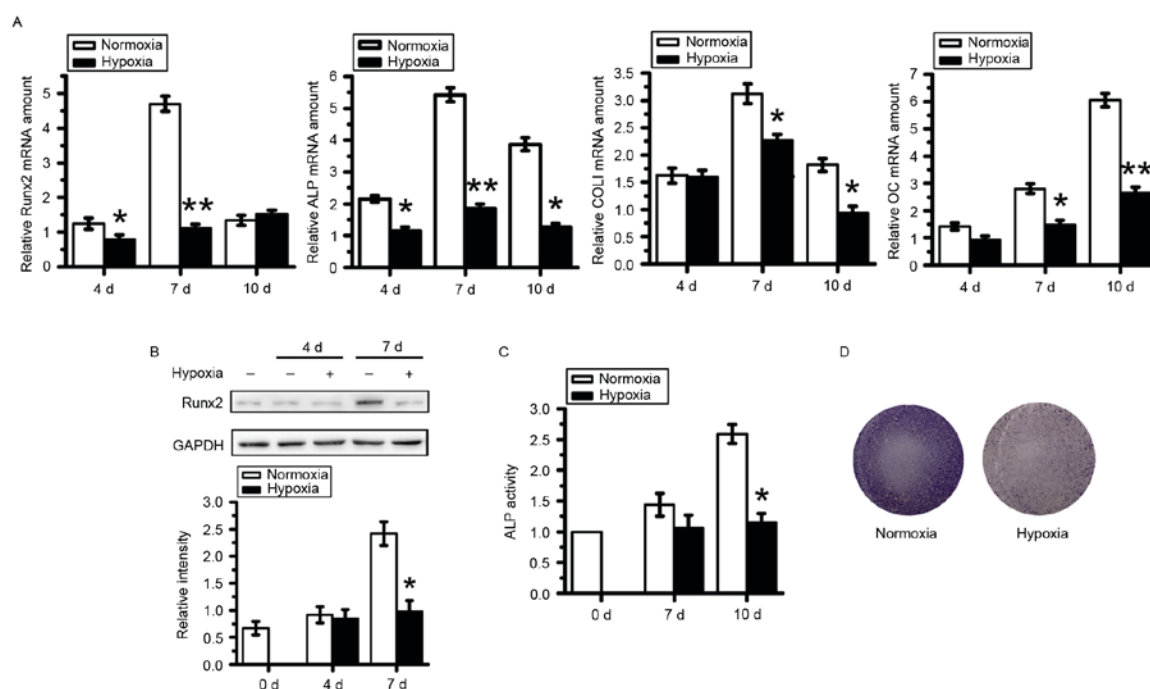 A
Normoxia
Hypoxia
Relative Runx2 mRNA amount
5
4
3
2
1
0
*
**
4 d 7 d 10 d
Normoxia
Hypoxia
Relative ALP mRNA amount
6
5
4
3
2
1
0
*
**
*
4 d 7 d 10 d
Normoxia
Hypoxia
Relative COLI mRNA amount
3.5
3.0
2.5
2.0
1.5
1.0
0.5
0.0
*
*
4 d 7 d 10 d
Normoxia
Hypoxia
Relative OC mRNA amount
7
6
5
4
3
2
1
0
*
**
4 d 7 d 10 d
B
4 d 7 d
Hypoxia – – + – +
Runx2
GAPDH
Normoxia
Hypoxia
Relative intensity
3.0
2.5
2.0
1.5
1.0
0.5
0.0
*
0 d 4 d 7 d
C
Normoxia
Hypoxia
ALP activity
3.0
2.5
2.0
1.5
1.0
0.5
0.0
*
0 d 7 d 10 d
D
Normoxia Hypoxia